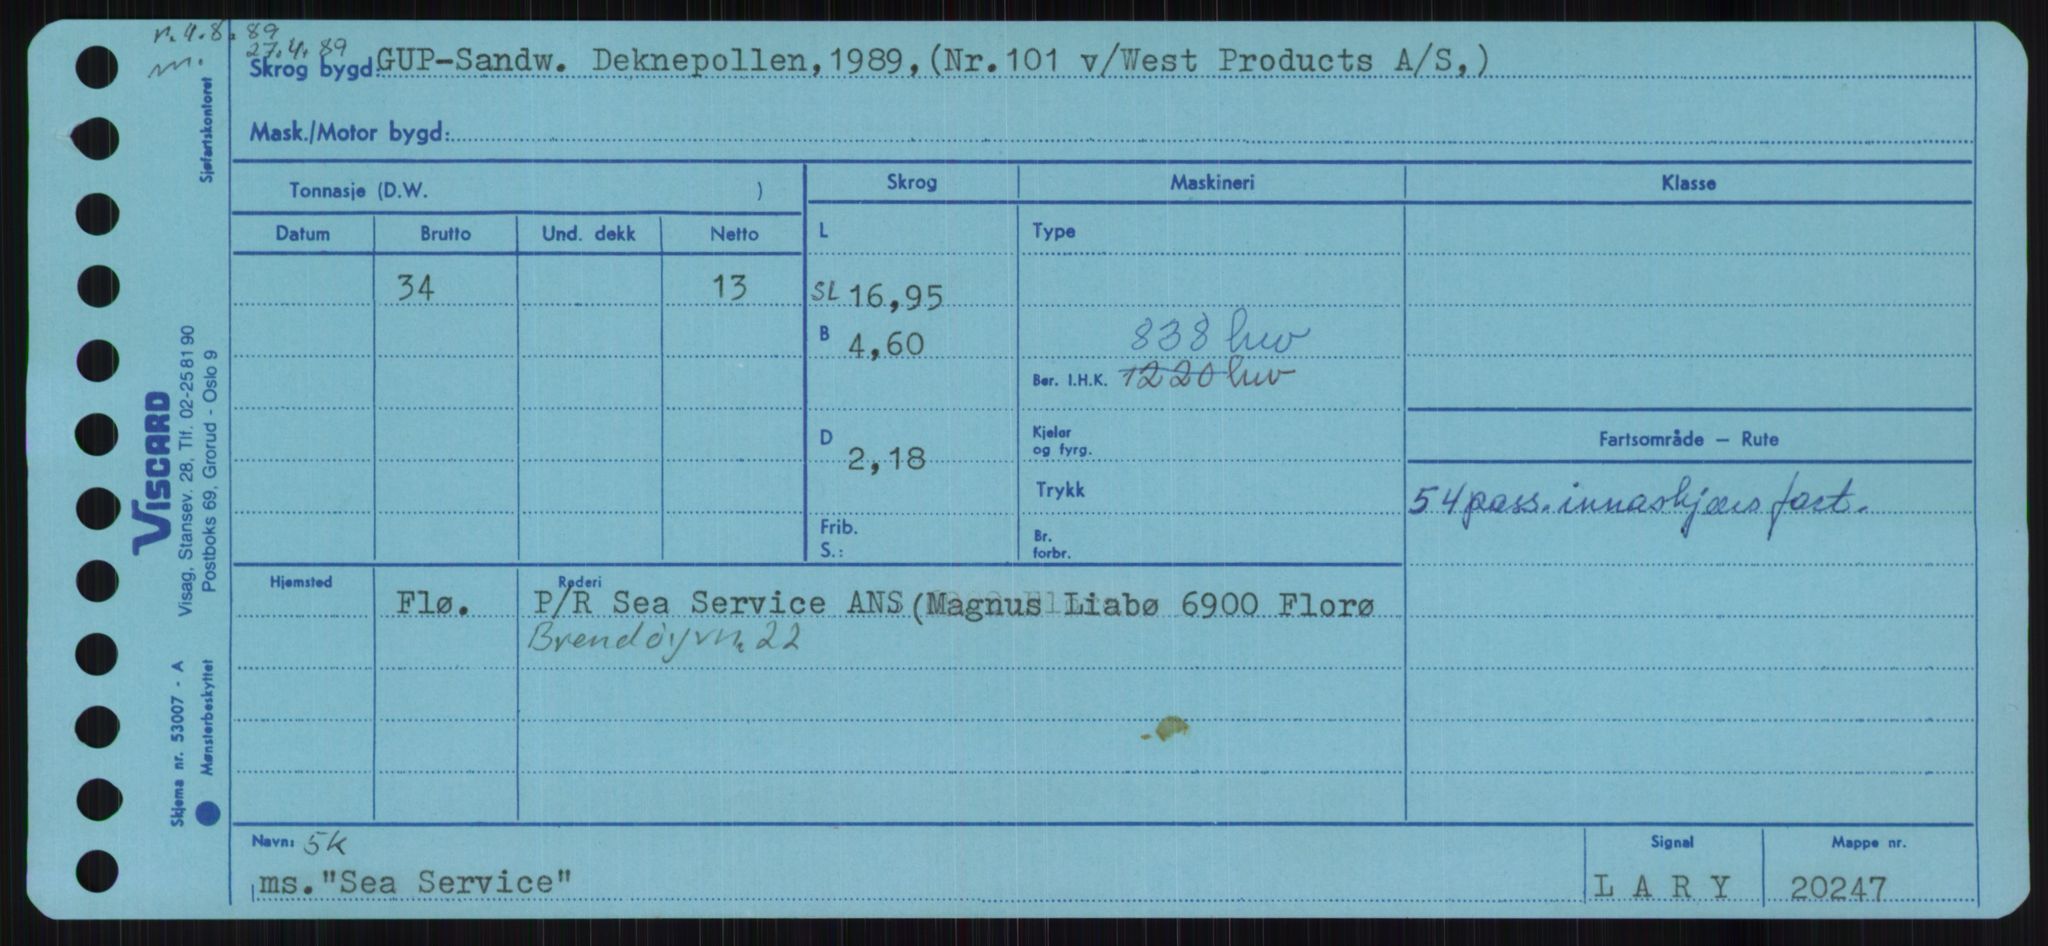 r. 4.8.89
m. 27.4.89
Skrog bygd: GUP-Sandw. Deknepollen, 1989, (Nr. 101 v/West Products A/S,)
Mask./Motor bygd:
Tonnasje (D.W. )
Skrog Maskineri Klasse
Datum Brutto Und. dekk Netto
L Type
34 13
SL 16,95
B 4,60
838 hw
Ber. I.H.K. 1220 hw
D 2,18
Kjeler og fyrg.
Fartsområde – Rute
Trykk
54 pass. innaskjærs fart.
Frib. S.:
Br. forbr.
Hjemsted Rederi
Flø. P/R Sea Service ANS (Magnus Liabø 6900 Florø
Brendøyvn. 22
Navn: 5k
ms. "Sea Service"
Signal
L A R Y
Mappe nr.
20247
Sjøfartskontoret
VISCARD
Visag, Stansev. 28, Tlf. 02-25 81 90
Postboks 69, Grorud - Oslo 9
Skjema nr. 53007 - A
Mønsterbeskyttet